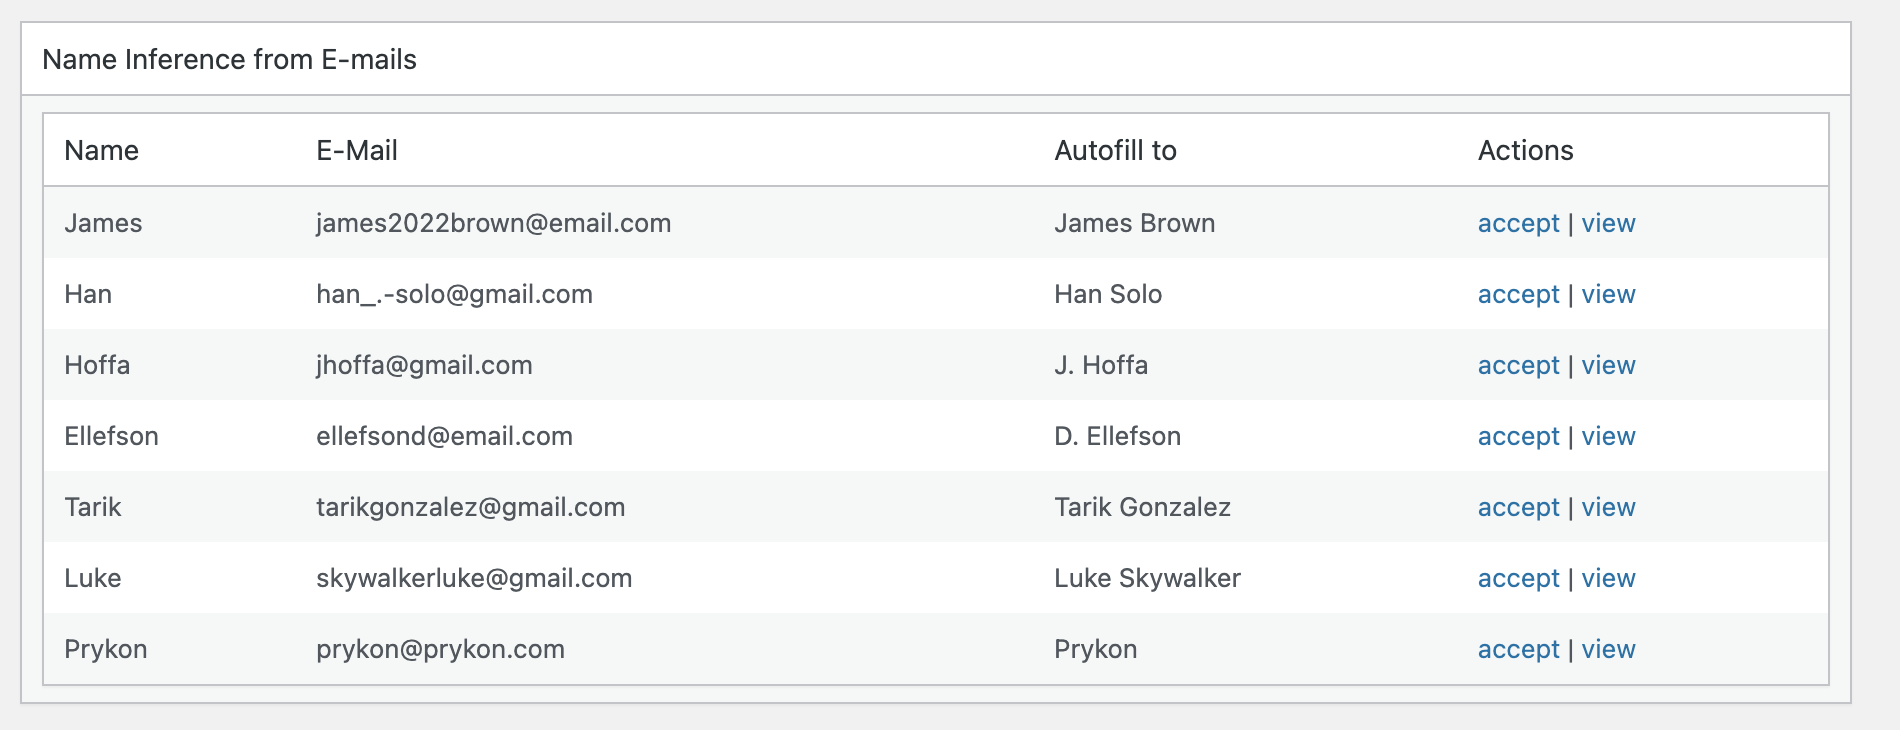 Name Inference from E-mails
Name E-Mail Autofill to Actions
James james2022brown@email.com James Brown accept | view
Han han_.-solo@gmail.com Han Solo accept | view
Hoffa jhoffa@gmail.com J. Hoffa accept | view
Ellefson ellefsond@email.com D. Ellefson accept | view
Tarik tarikgonzalez@gmail.com Tarik Gonzalez accept | view
Luke skywalkerluke@gmail.com Luke Skywalker accept | view
Prykon prykon@prykon.com Prykon accept | view